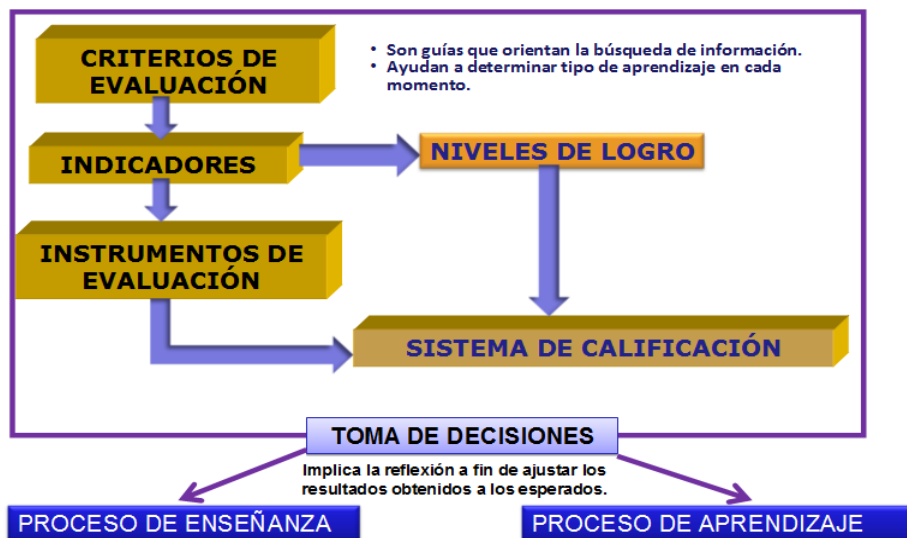 CRITERIOS DE
EVALUACIÓN
• Son guías que orientan la búsqueda de información.
• Ayudan a determinar tipo de aprendizaje en cada
momento.
INDICADORES
NIVELES DE LOGRO
INSTRUMENTOS DE
EVALUACIÓN
SISTEMA DE CALIFICACIÓN
TOMA DE DECISIONES
Implica la reflexión a fin de ajustar los
resultados obtenidos a los esperados.
PROCESO DE ENSEÑANZA
PROCESO DE APRENDIZAJE